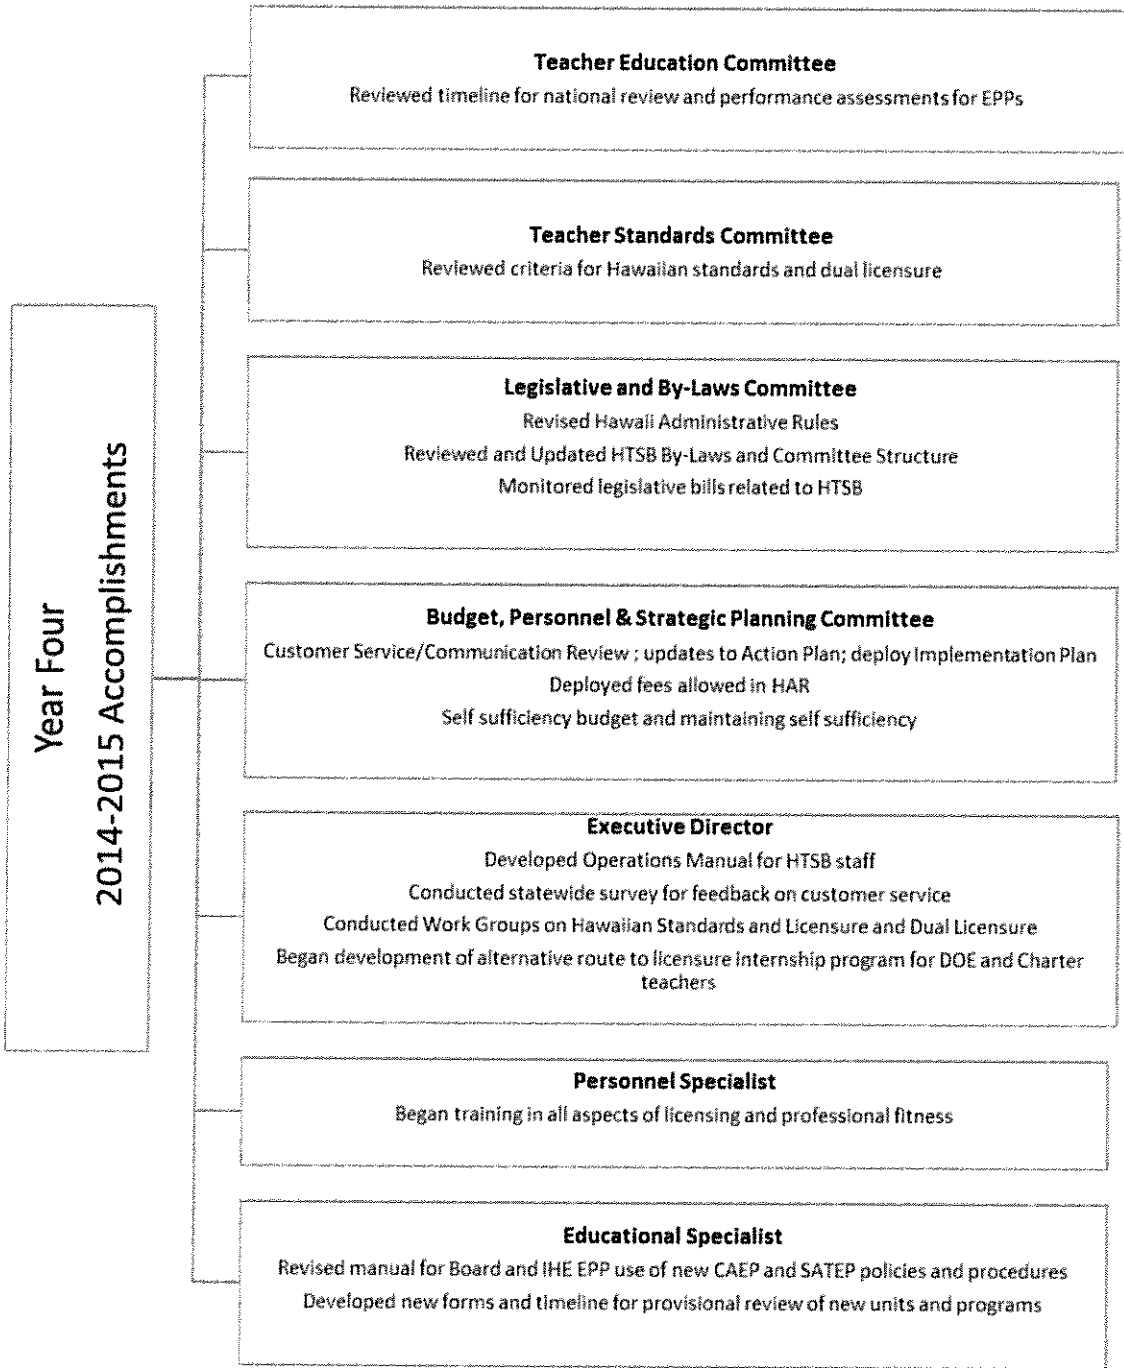 Year Four
2014-2015 Accomplishments
Teacher Education Committee
Reviewed timeline for national review and performance assessments for EPPs
Teacher Standards Committee
Reviewed criteria for Hawaiian standards and dual licensure
Legislative and By-Laws Committee
Revised Hawaii Administrative Rules
Reviewed and Updated HTSB By-Laws and Committee Structure
Monitored legislative bills related to HTSB
Budget, Personnel & Strategic Planning Committee
Customer Service/Communication Review ; updates to Action Plan; deploy Implementation Plan
Deployed fees allowed in HAR
Self sufficiency budget and maintaining self sufficiency
Executive Director
Developed Operations Manual for HTSB staff
Conducted statewide survey for feedback on customer service
Conducted Work Groups on Hawaiian Standards and Licensure and Dual Licensure
Began development of alternative route to licensure internship program for DOE and Charter
teachers
Personnel Specialist
Began training in all aspects of licensing and professional fitness
Educational Specialist
Revised manual for Board and IHE EPP use of new CAEP and SATEP policies and procedures
Developed new forms and timeline for provisional review of new units and programs